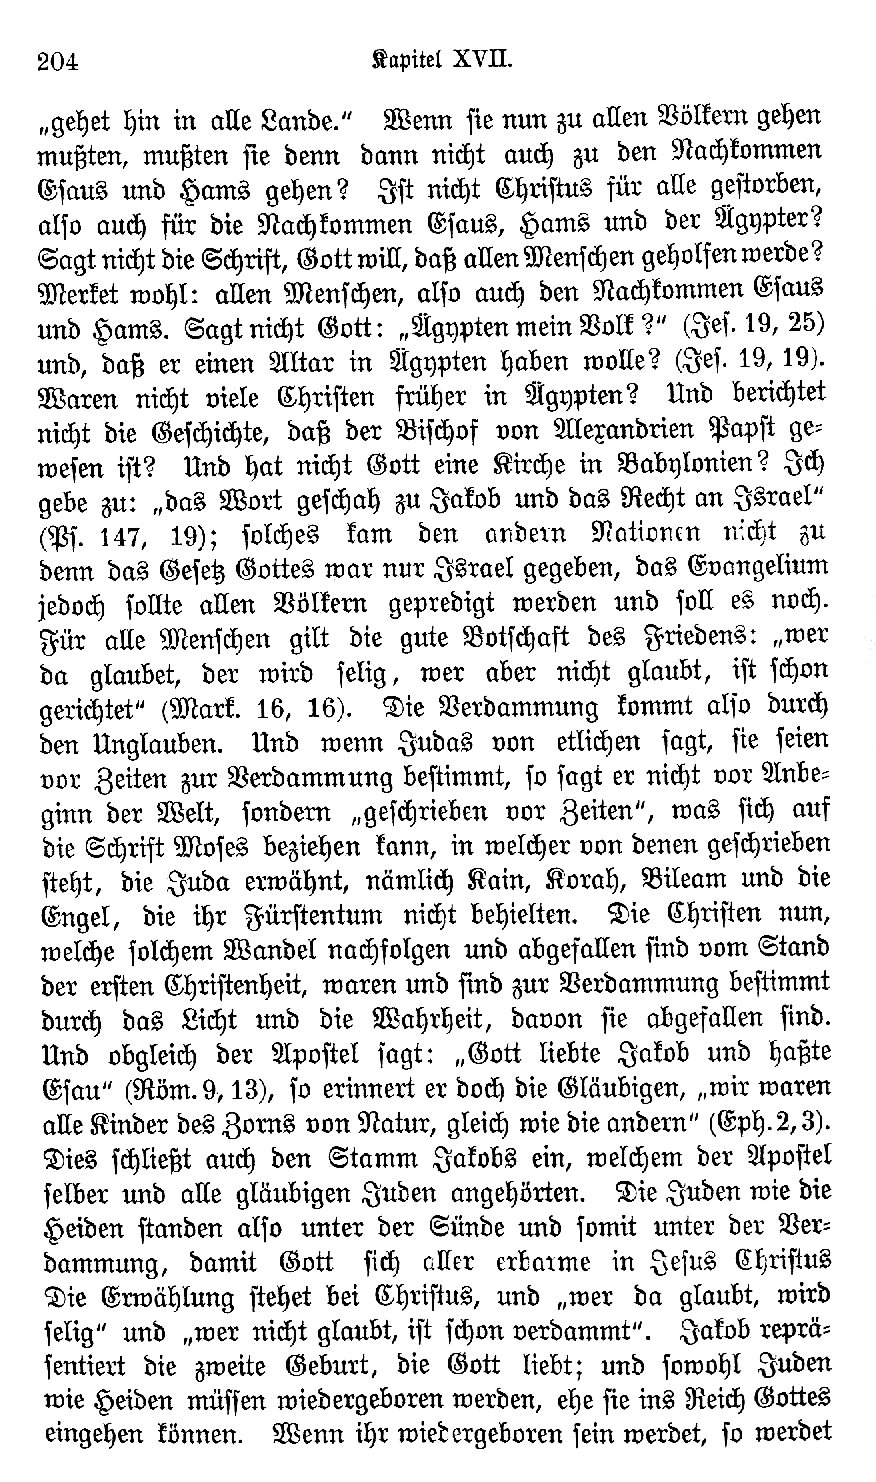 204 Kapitel XVII.
„gehet hin in alle Lande.“ Wenn sie nun zu allen Völkern gehen
mußten, mußten sie denn dann nicht auch zu den Nachkommen
Esaus und Hams gehen? Ist nicht Christus für alle gestorben,
also auch für die Nachkommen Esaus, Hams und der Ägypter?
Sagt nicht die Schrift, Gott will, daß allen Menschen geholfen werde?
Merket wohl: allen Menschen, also auch den Nachkommen Esaus
und Hams. Sagt nicht Gott: „Ägypten mein Volk?“ (Jes. 19, 25)
und, daß er einen Altar in Ägypten haben wolle? (Jes. 19, 19).
Waren nicht viele Christen früher in Ägypten? Und berichtet
nicht die Geschichte, daß der Bischof von Alexandrien Papst ge-
wesen ist? Und hat nicht Gott eine Kirche in Babylonien? Ich
gebe zu: „das Wort geschah zu Jakob und das Recht an Israel“
(Ps. 147, 19); solches kam den andern Nationen nicht zu
denn das Gesetz Gottes war nur Israel gegeben, das Evangelium
jedoch sollte allen Völkern gepredigt werden und soll es noch.
Für alle Menschen gilt die gute Botschaft des Friedens: „wer
da glaubet, der wird selig, wer aber nicht glaubt, ist schon
gerichtet“ (Mark. 16, 16). Die Verdammung kommt also durch
den Unglauben. Und wenn Judas von etlichen sagt, sie seien
vor Zeiten zur Verdammung bestimmt, so sagt er nicht vor Anbe-
ginn der Welt, sondern „geschrieben vor Zeiten“, was sich auf
die Schrift Moses beziehen kann, in welcher von denen geschrieben
steht, die Juda erwähnt, nämlich Kain, Korah, Bileam und die
Engel, die ihr Fürstentum nicht behielten. Die Christen nun,
welche solchem Wandel nachfolgen und abgefallen sind vom Stand
der ersten Christenheit, waren und sind zur Verdammung bestimmt
durch das Licht und die Wahrheit, davon sie abgefallen sind.
Und obgleich der Apostel sagt: „Gott liebte Jakob und haßte
Esau“ (Röm. 9, 13), so erinnert er doch die Gläubigen, „wir waren
alle Kinder des Zorns von Natur, gleich wie die andern“ (Eph. 2, 3).
Dies schließt auch den Stamm Jakobs ein, welchem der Apostel
selber und alle gläubigen Juden angehörten. Die Juden wie die
Heiden standen also unter der Sünde und somit unter der Ver-
dammung, damit Gott sich aller erbarme in Jesus Christus
Die Erwählung stehet bei Christus, und „wer da glaubt, wird
selig“ und „wer nicht glaubt, ist schon verdammt“. Jakob reprä-
sentiert die zweite Geburt, die Gott liebt; und sowohl Juden
wie Heiden müssen wiedergeboren werden, ehe sie ins Reich Gottes
eingehen können. Wenn ihr wiedergeboren sein werdet, so werdet